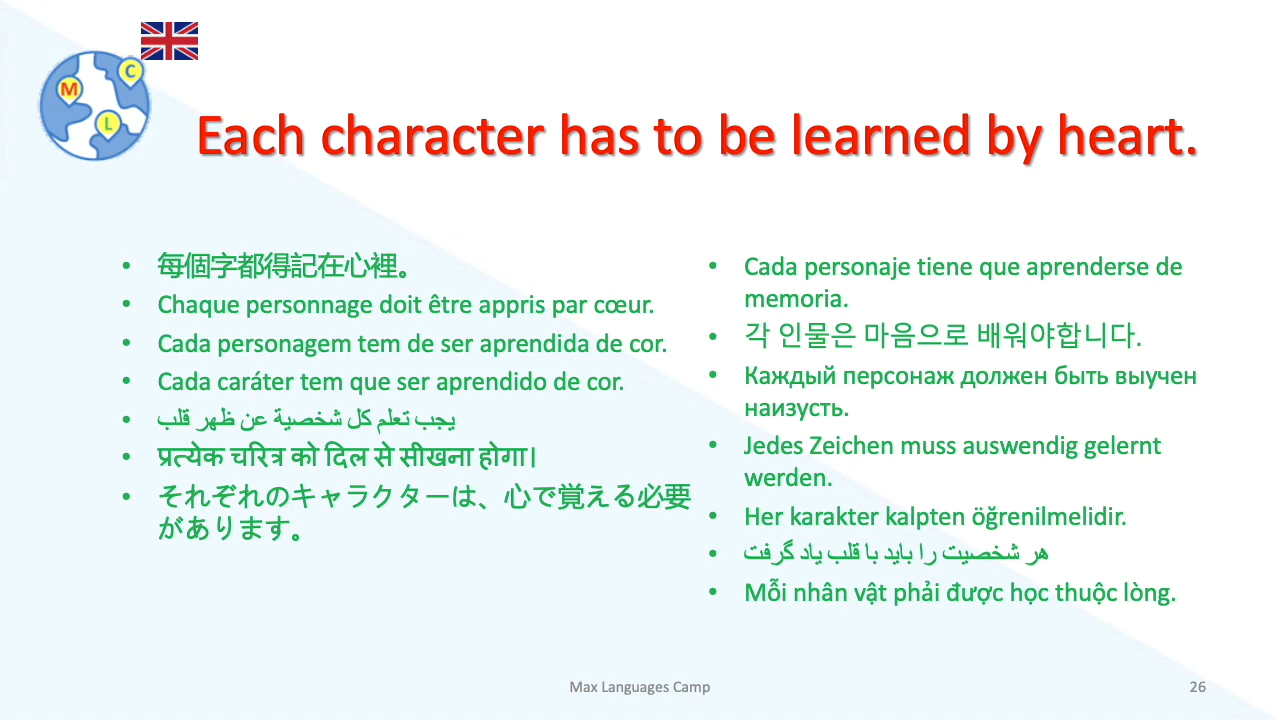 C
M
L
Each character has to be learned by heart.
• 每個字都得記在心裡。
• Chaque personnage doit être appris par cœur.
• Cada personagem tem de ser aprendida de cor.
• Cada caráter tem que ser aprendido de cor.
• يجب تعلم كل شخصية عن ظهر قلب
• प्रत्येक चरित्र को दिल से सीखना होगा।
• それぞれのキャラクターは、心で覚える必要
があります。
• Cada personaje tiene que aprenderse de
memoria.
• 각 인물은 마음으로 배워야합니다.
• Каждый персонаж должен быть выучен
наизусть.
• Jedes Zeichen muss auswendig gelernt
werden.
• Her karakter kalpten öğrenilmelidir.
• هر شخصیت را باید با قلب یاد گرفت
• Mỗi nhân vật phải được học thuộc lòng.
Max Languages Camp
26